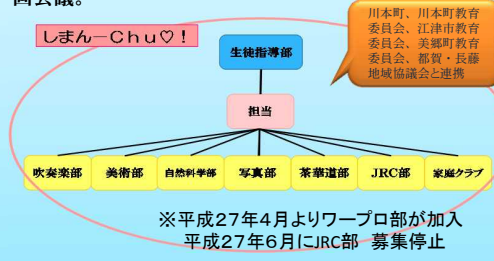 回会議。
しまん－Ｃｈｕ♡！
川本町、川本町教育
委員会、江津市教育
委員会、美郷町教育
委員会、都賀・長藤
地域協議会と連携
生徒指導部
担当
吹奏楽部 美術部 自然科学部 写真部 茶華道部 JRC部 家庭クラブ
※平成27年4月よりワープロ部が加入
平成27年6月にJRC部 募集停止